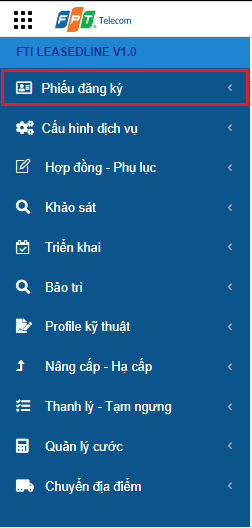 FPT Telecom
FTI LEASEDLINE V1.0
Phiếu đăng ký
Cấu hình dịch vụ
Hợp đồng - Phụ lục
Khảo sát
Triển khai
Bảo trì
Profile kỹ thuật
Nâng cấp - Hạ cấp
Thanh lý - Tạm ngưng
Quản lý cước
Chuyển địa điểm